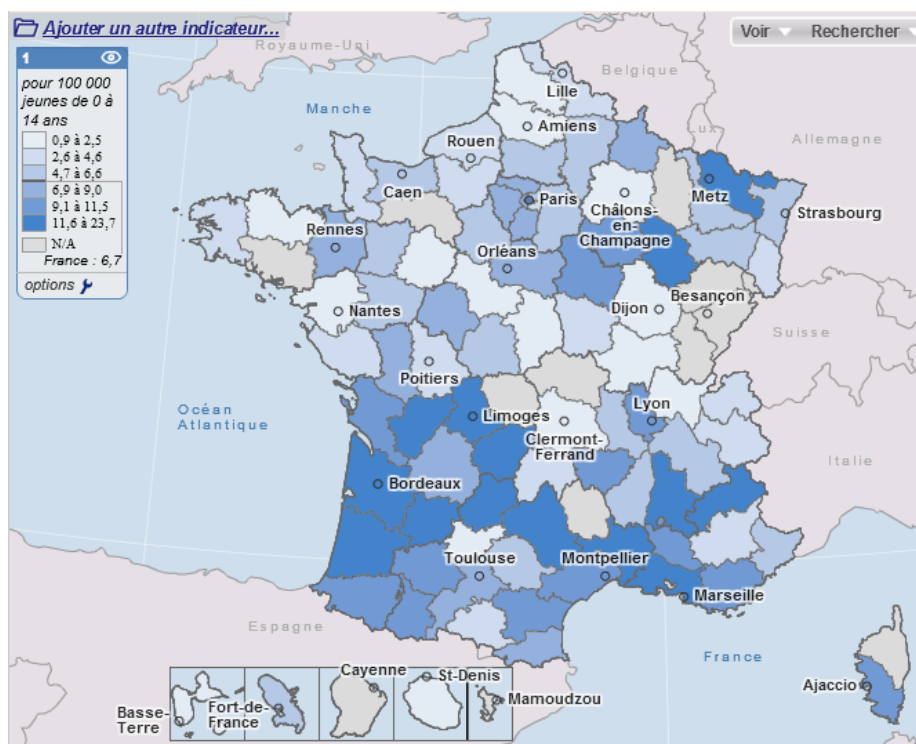 Ajouter un autre indicateur...
Voir
Rechercher
1
pour 100 000
jeunes de 0 à
14 ans
0,9 à 2,5
2,6 à 4,6
4,7 à 6,6
6,9 à 9,0
9,1 à 11,5
11,6 à 23,7
N/A
France : 6,7
options
Royaume-Uni
Belgique
Manche
Lille
Amiens
Lux
Allemagne
Rouen
Caen
Paris
Metz
Strasbourg
Châlons-
en-
Champagne
Rennes
Orléans
Besançon
Nantes
Dijon
Suisse
Poitiers
Océan
Atlantique
Limoges
Lyon
Clermont-
Ferrand
Italie
Bordeaux
Toulouse
Montpellier
Marseille
Espagne
France
Ajaccio
Cayenne
St-Denis
Mamoudzou
Basse-
Terre
Fort-de-
France